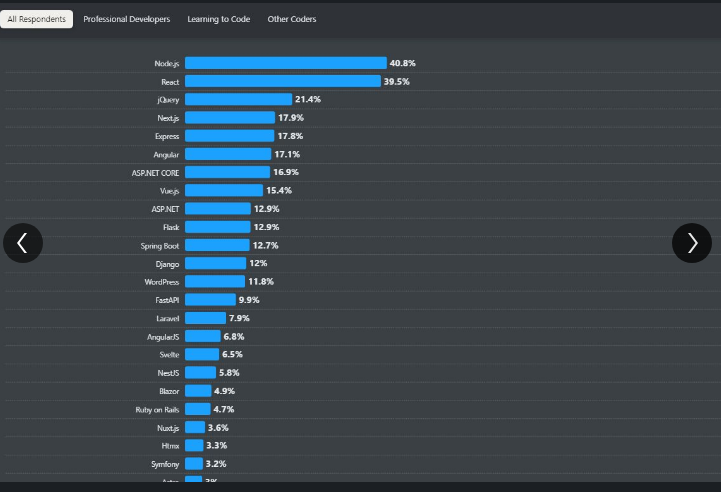 All Respondents Professional Developers Learning to Code Other Coders
Node.js 40.8%
React 39.5%
jQuery 21.4%
Next.js 17.9%
Express 17.8%
Angular 17.1%
ASP.NET CORE 16.9%
Vue.js 15.4%
ASP.NET 12.9%
Flask 12.9%
Spring Boot 12.7%
Django 12%
WordPress 11.8%
FastAPI 9.9%
Laravel 7.9%
AngularJS 6.8%
Svelte 6.5%
NestJS 5.8%
Blazor 4.9%
Ruby on Rails 4.7%
Nuxt.js 3.6%
Htmx 3.3%
Symfony 3.2%
Astro 3%